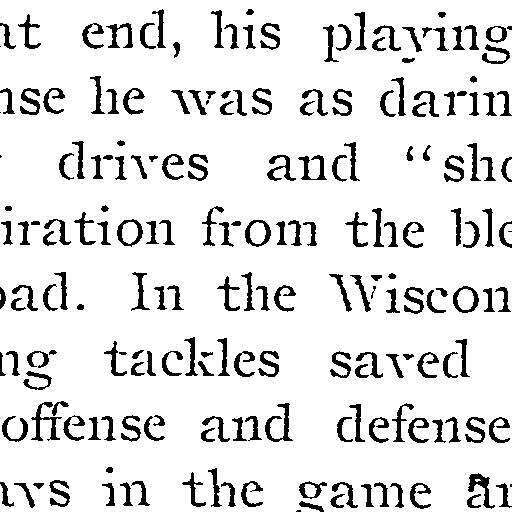 at end, his playing
nse he was as darin
drives and “sho
iration from the ble
oad. In the Wiscon
ng tackles saved
offense and defense
ays in the game an